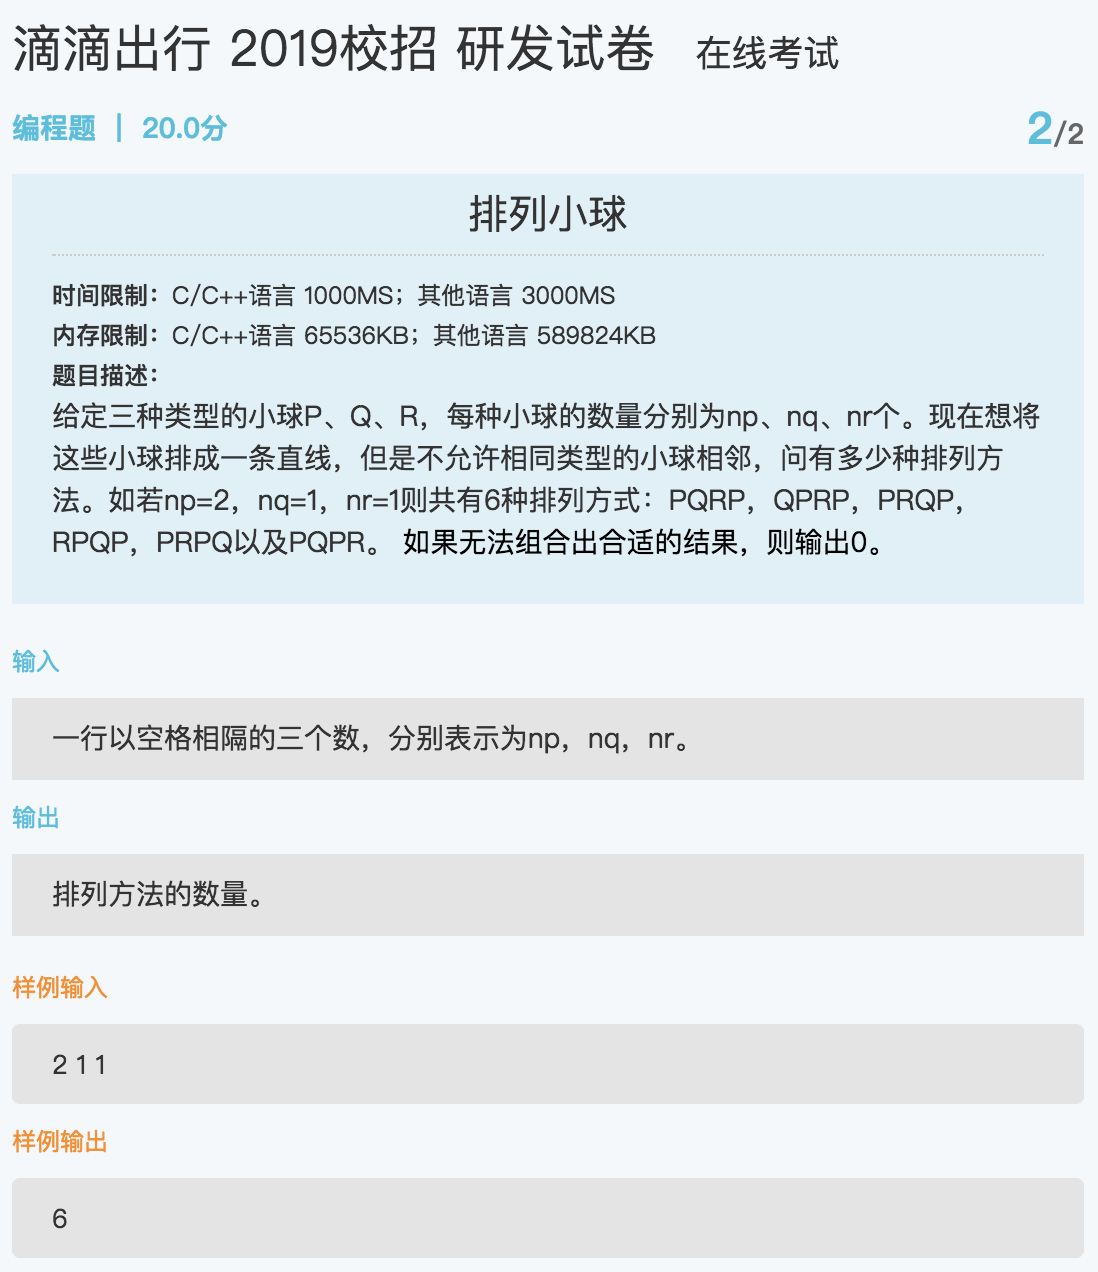 滴滴出行 2019校招 研发试卷 在线考试
编程题 | 20.0分 2/2
排列小球
时间限制：C/C++语言 1000MS；其他语言 3000MS
内存限制：C/C++语言 65536KB；其他语言 589824KB
题目描述：
给定三种类型的小球P、Q、R，每种小球的数量分别为np、nq、nr个。现在想将
这些小球排成一条直线，但是不允许相同类型的小球相邻，问有多少种排列方
法。如若np=2，nq=1，nr=1则共有6种排列方式：PQRP，QPRP，PRQP，
RPQP，PRPQ以及PQPR。 如果无法组合出合适的结果，则输出0。
输入
一行以空格相隔的三个数，分别表示为np，nq，nr。
输出
排列方法的数量。
样例输入
2 1 1
样例输出
6